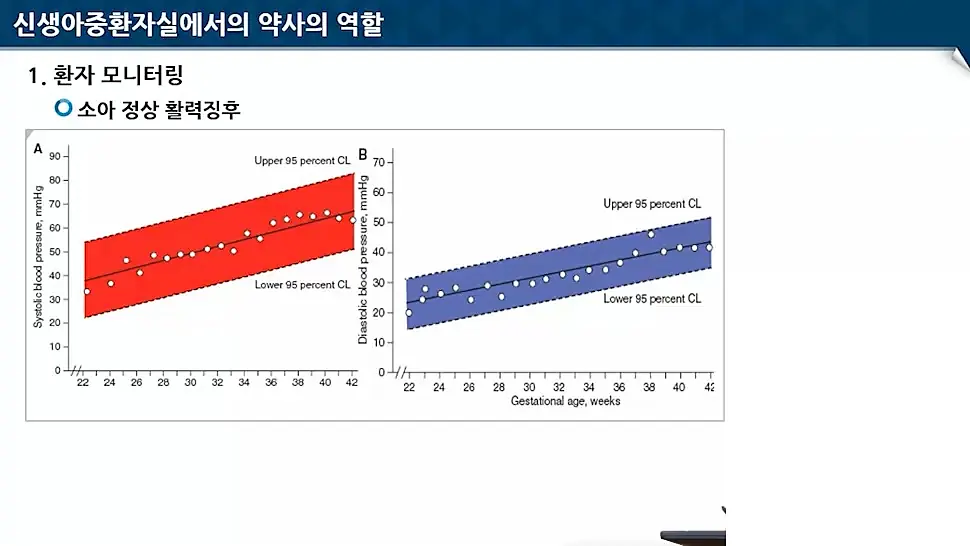 신생아중환자실에서의 약사의 역할
1. 환자 모니터링
소아 정상 활력징후
A
90
80
70
60
50
40
30
20
10
0
Systolic blood pressure, mmHg
Upper 95 percent CL
Lower 95 percent CL
22 24 26 28 30 32 34 36 38 40 42
B
70
60
50
40
30
20
10
0
Diastolic blood pressure, mmHg
Upper 95 percent CL
Lower 95 percent CL
22 24 26 28 30 32 34 36 38 40 42
Gestational age, weeks